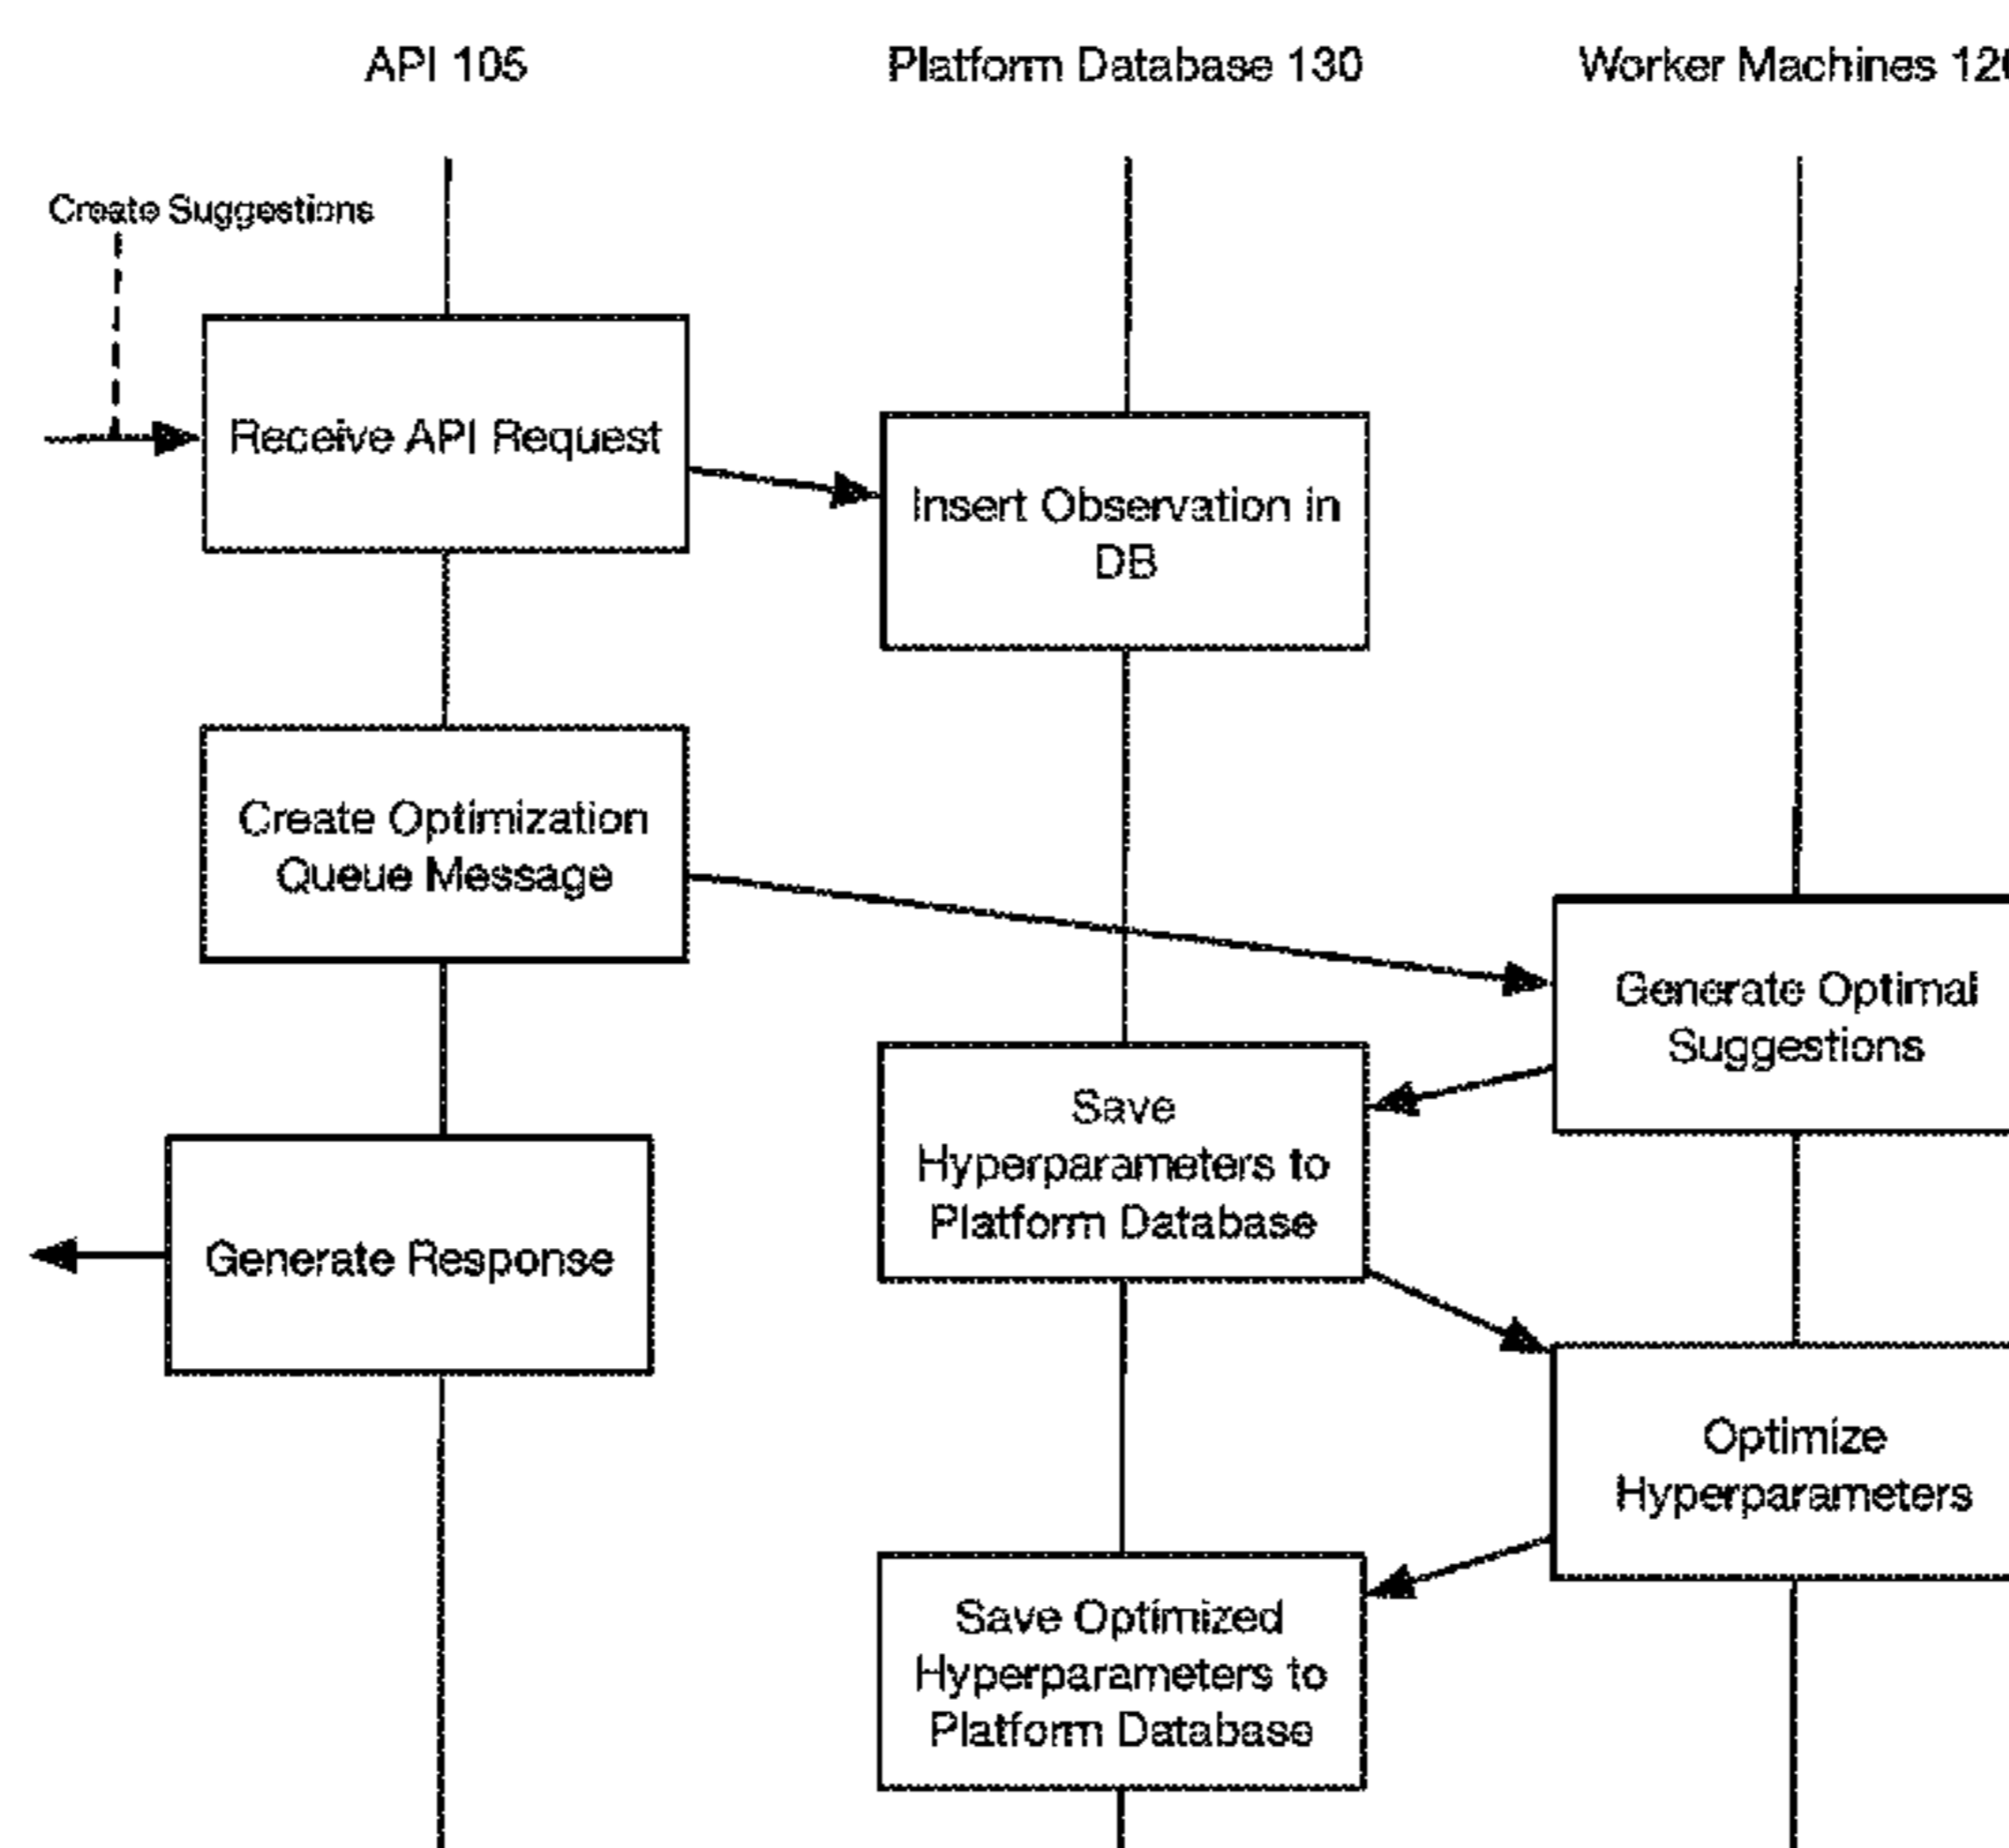 API 105
Platform Database 130
Worker Machines
Create Suggestions
Receive API Request
Insert Observation in
DB
Create Optimization
Queue Message
Generate Optimal
Suggestions
Save
Hyperparameters to
Platform Database
Generate Response
Optimize
Hyperparameters
Save Optimized
Hyperparameters to
Platform Database